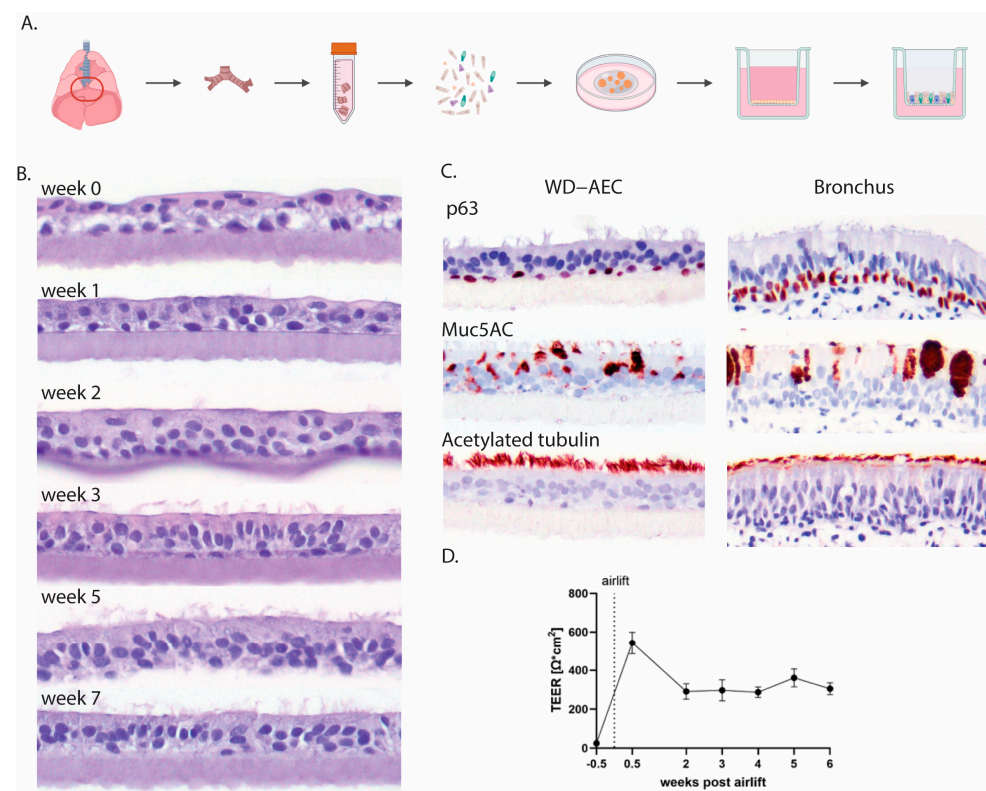 A.
B.
week 0
week 1
week 2
week 3
week 5
week 7
C.
WD–AEC
Bronchus
p63
Muc5AC
Acetylated tubulin
D.
airlift
TEER [Ω*cm²]
800
600
400
200
0
-0.5 0.5 2 3 4 5 6
weeks post airlift